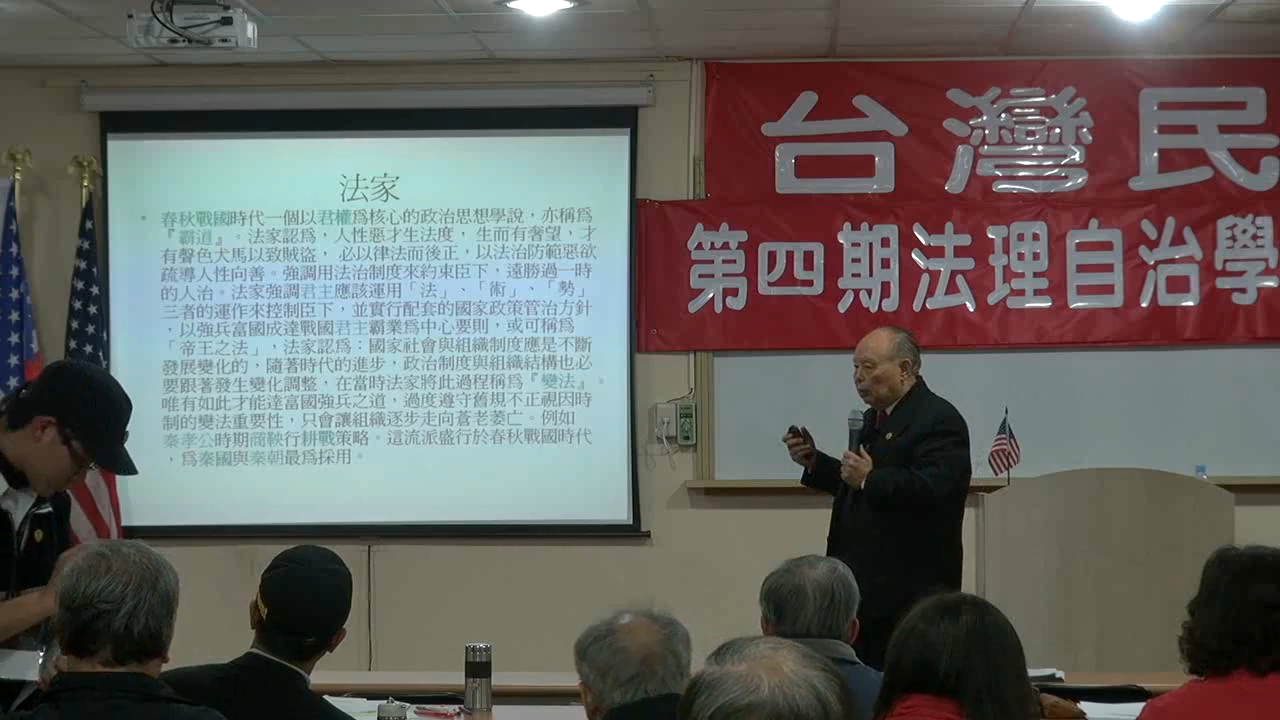 法家
• 春秋戰國時代一個以君權爲核心的政治思想學說，亦稱爲
『霸道』。法家認爲，人性惡才生法度， 生而有奢望，才
有聲色犬馬以致賊盜， 必以律法而後正，以法治防範惡欲
疏導人性向善。強調用法治制度來約束臣下，遠勝過一時
的人治。法家強調君主應該運用「法」、「術」、「勢」
三者的運作來控制臣下，並實行配套的國家政策管治方針
，以強兵富國成達戰國君主霸業爲中心要則，或可稱爲
「帝王之法」，法家認爲：國家社會與組織制度應是不斷
發展變化的，隨著時代的進步，政治制度與組織結構也必
要跟著發生變化調整，在當時法家將此過程稱爲『變法』。
唯有如此才能達富國強兵之道，過度遵守舊規不正視因時
制的變法重要性，只會讓組織逐步走向蒼老萎亡。例如
秦孝公時期商鞅行耕戰策略。這流派盛行於春秋戰國時代
，爲秦國與秦朝最爲採用。
台灣民
第四期法理自治學